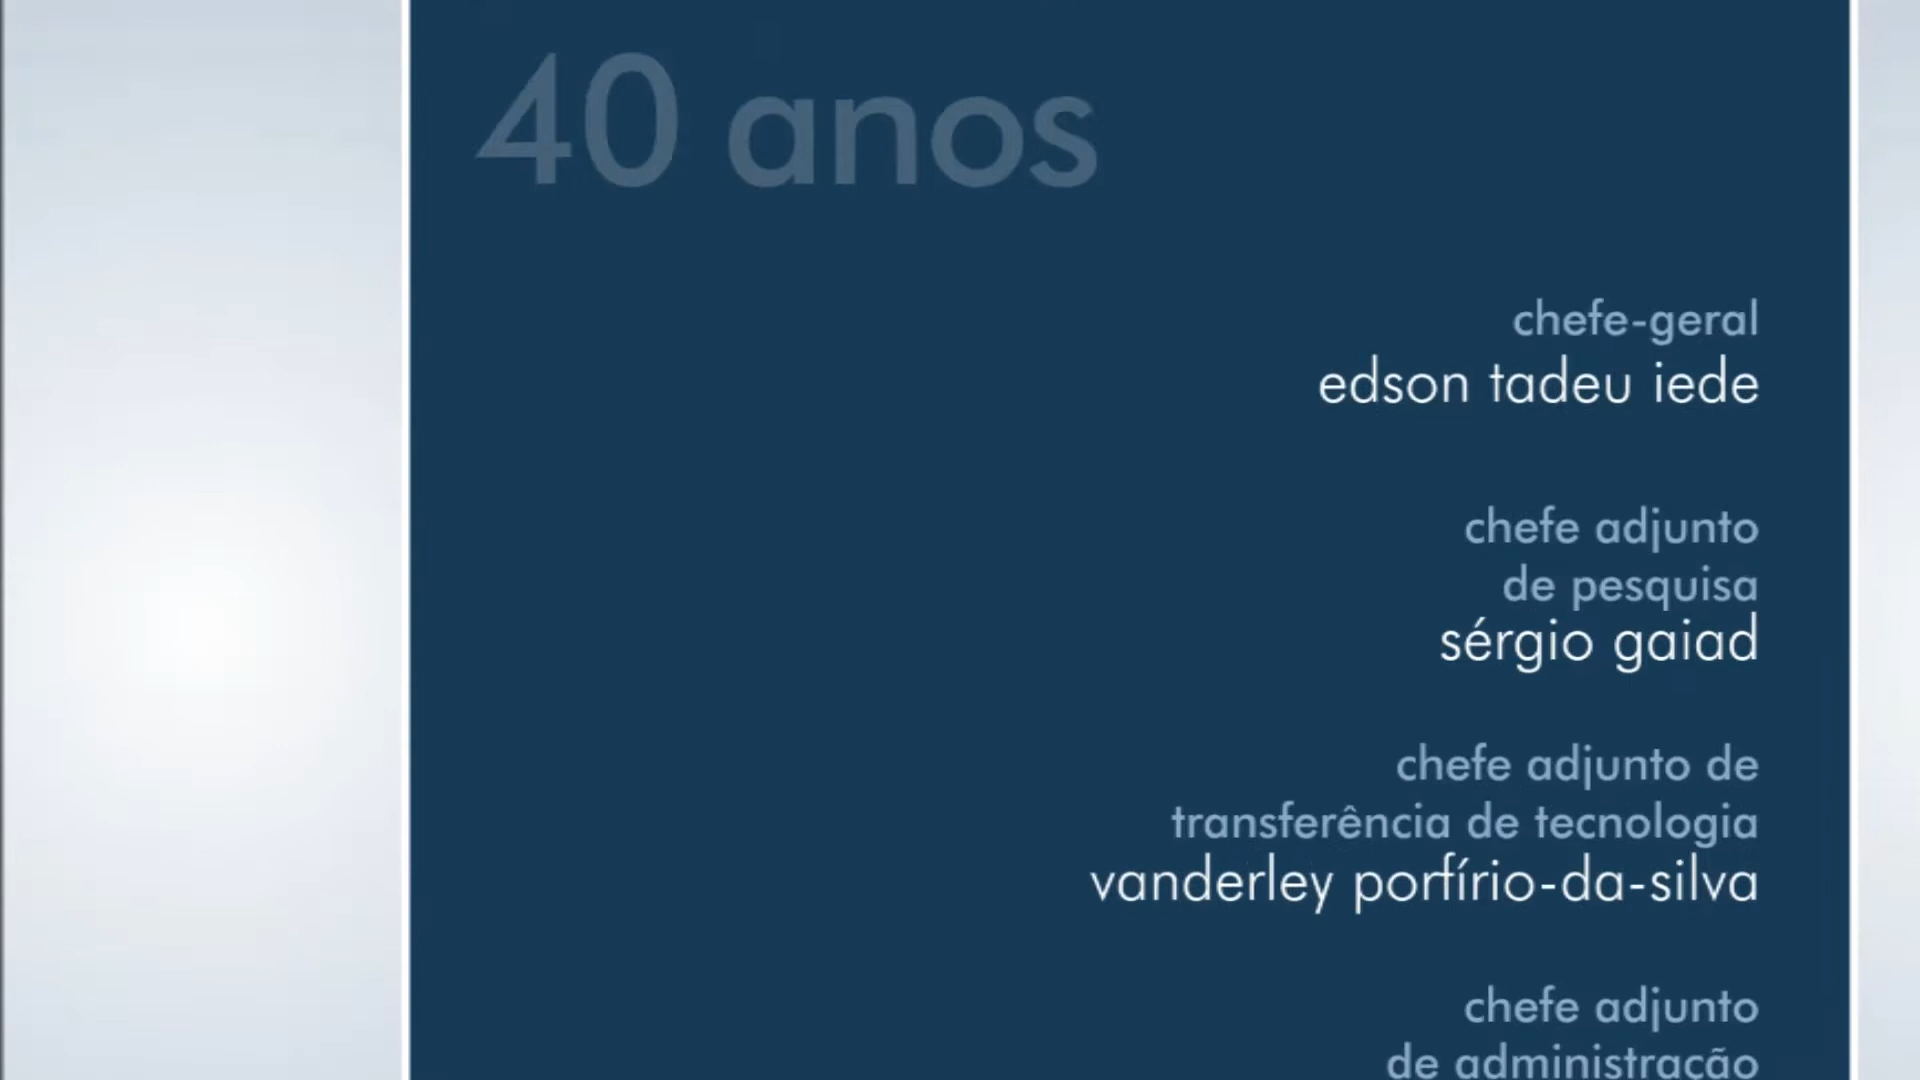 40 anos
chefe-geral
edson tadeu iede
chefe adjunto
de pesquisa
sérgio gaiad
chefe adjunto de
transferência de tecnologia
vanderley porfírio-da-silva
chefe adjunto
de administração